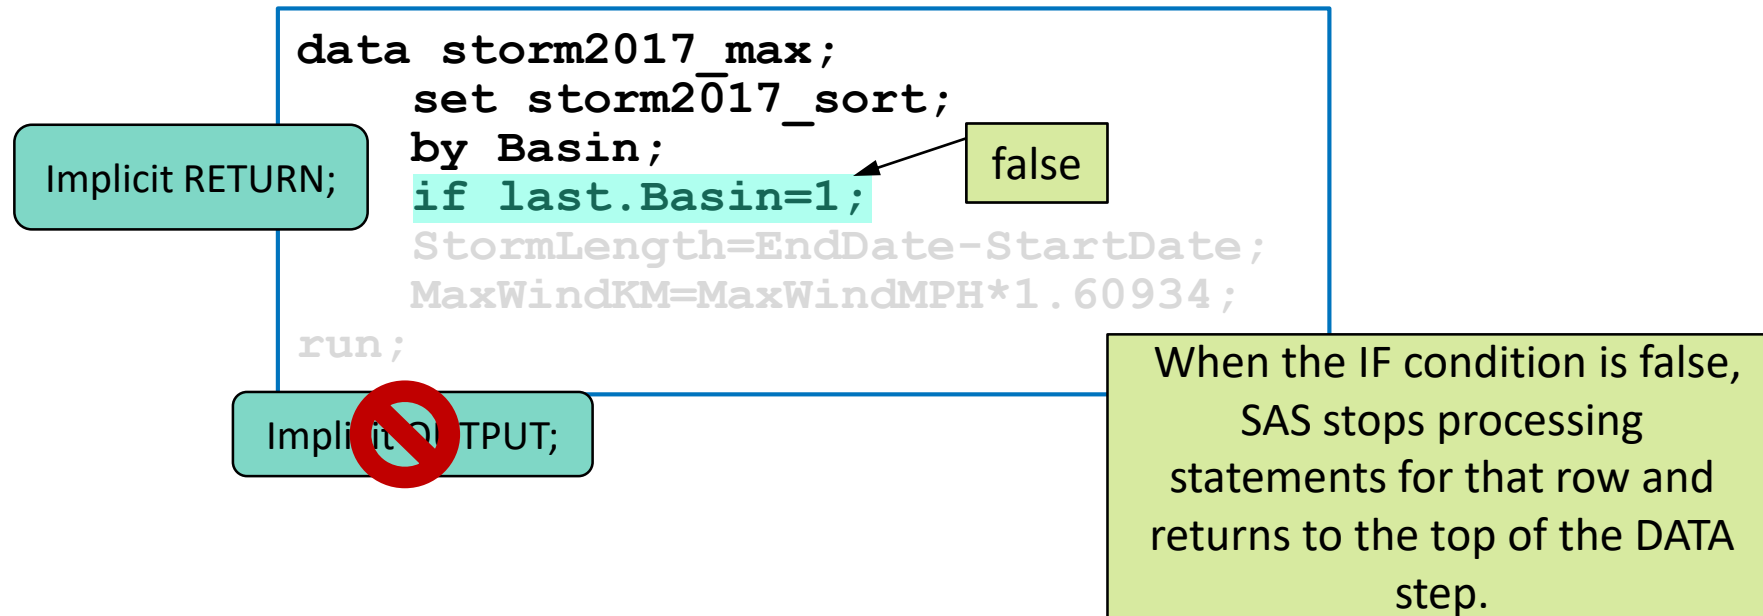 data storm2017_max;
set storm2017_sort;
by Basin;
if last.Basin=1;
StormLength=EndDate-StartDate;
MaxWindKM=MaxWindMPH*1.60934;
run;
Implicit RETURN;
false
Implicit OUTPUT;
When the IF condition is false,
SAS stops processing
statements for that row and
returns to the top of the DATA
step.